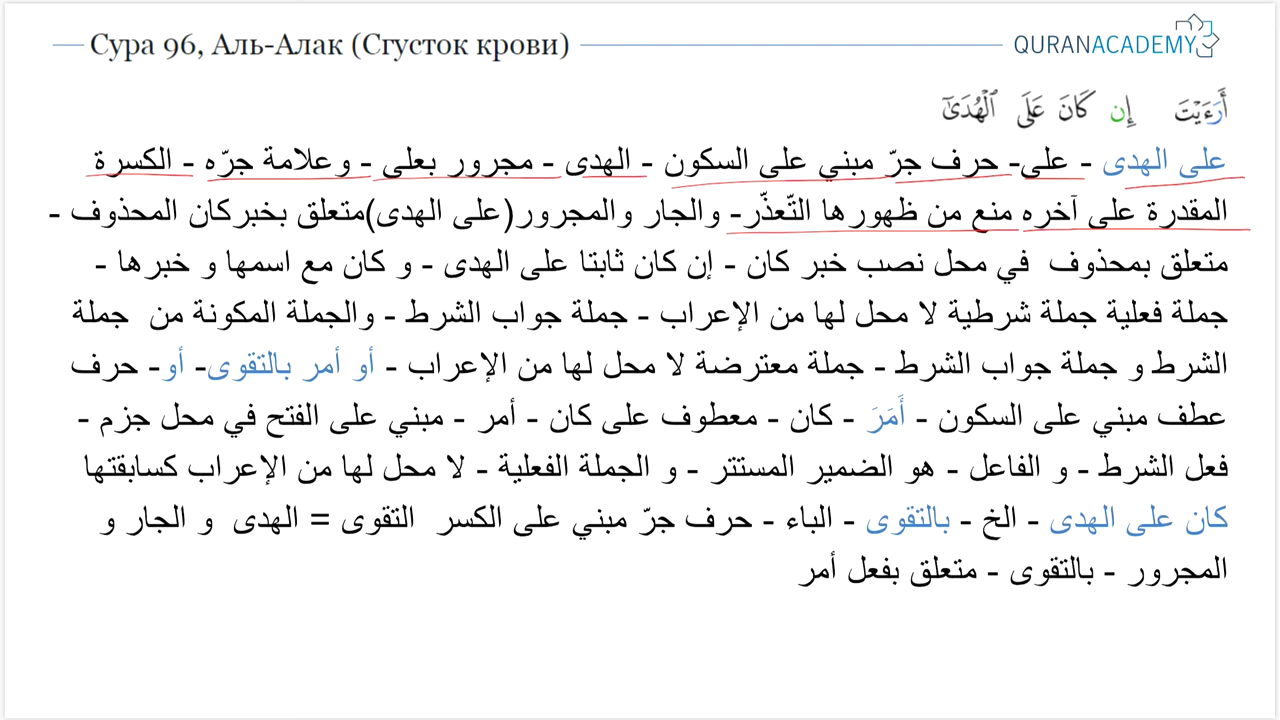 Сура 96, Аль-Алак (Сгусток крови)
QURANACADEMY
أَرَءَيْتَ إِن كَانَ عَلَى ٱلْهُدَىٰٓ
على الهدى - على- حرف جرّ مبني على السكون - الهدى - مجرور بعلى - وعلامة جرّه - الكسرة
المقدرة على آخره منع من ظهورها التّعذّر- والجار والمجرور(على الهدى)متعلق بخبركان المحذوف -
متعلق بمحذوف في محل نصب خبر كان - إن كان ثابتا على الهدى - و كان مع اسمها و خبرها -
جملة فعلية جملة شرطية لا محل لها من الإعراب - جملة جواب الشرط - والجملة المكونة من جملة
الشرط و جملة جواب الشرط - جملة معترضة لا محل لها من الإعراب - أو أمر بالتقوى- أو- حرف
عطف مبني على السكون - أَمَرَ - كان - معطوف على كان - أمر - مبني على الفتح في محل جزم -
فعل الشرط - و الفاعل - هو الضمير المستتر - و الجملة الفعلية - لا محل لها من الإعراب كسابقتها
كان على الهدى - الخ - بالتقوى - الباء - حرف جرّ مبني على الكسر التقوى = الهدى و الجار و
المجرور - بالتقوى - متعلق بفعل أمر